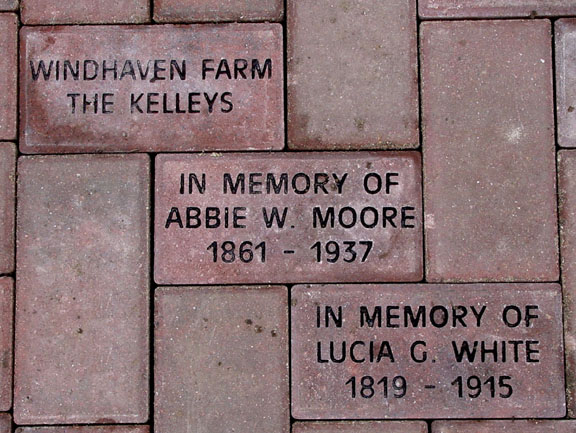 WINDHAVEN FARM
THE KELLEYS
IN MEMORY OF
ABBIE W. MOORE
1861 - 1937
IN MEMORY OF
LUCIA G. WHITE
1819 - 1915